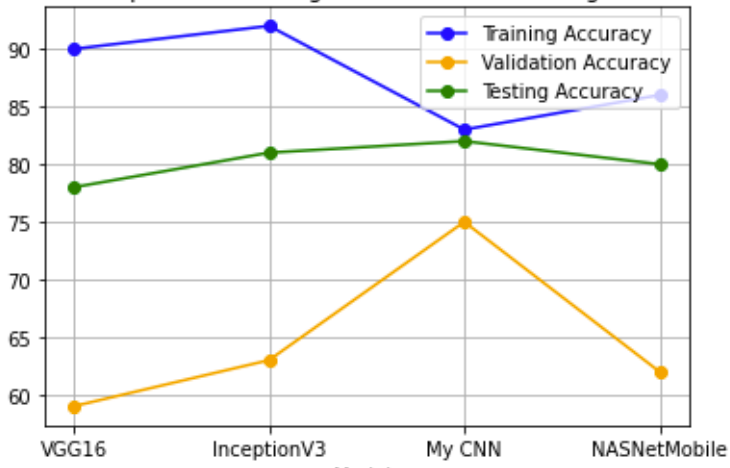 Training Accuracy
Validation Accuracy
Testing Accuracy
90
85
80
75
70
65
60
VGG16 InceptionV3 My CNN NASNetMobile